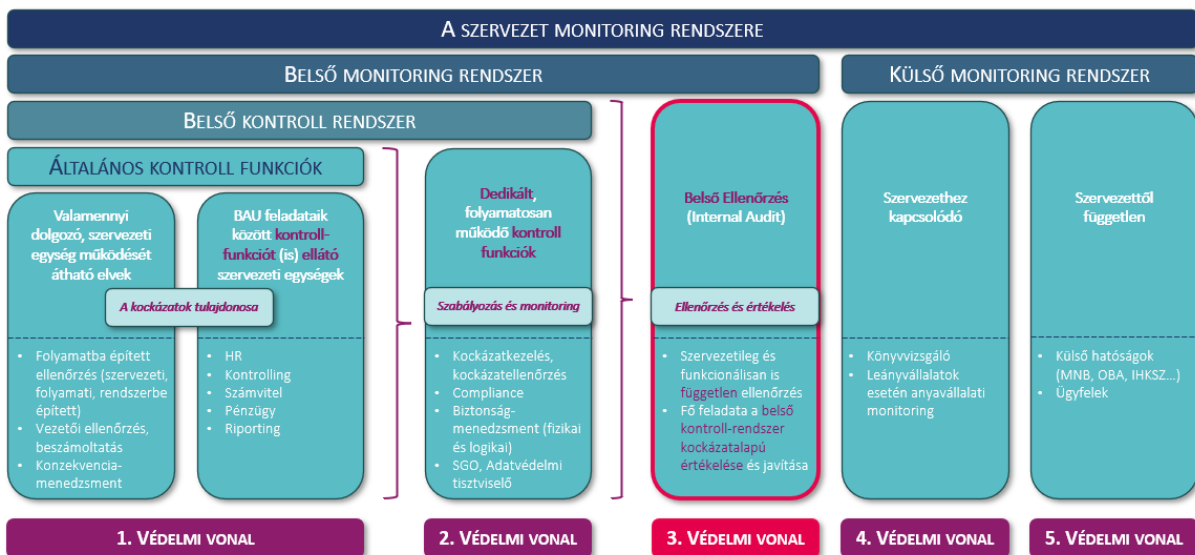 A SZERVEZET MONITORING RENDSZERE
BELSŐ MONITORING RENDSZER
KÜLSŐ MONITORING RENDSZER
BELSŐ KONTROLL RENDSZER
ÁLTALÁNOS KONTROLL FUNKCIÓK
Valamennyi
dolgozó, szervezeti
egység működését
átható elvek
BAU feladataik
között kontroll-
funkciót (is) ellátó
szervezeti egységek
A kockázatok tulajdonosa
• Folyamatba épített
ellenőrzés (szervezeti,
folyamati, rendszerbe
épített)
• Vezetői ellenőrzés,
beszámoltatás
• Konzekvencia-
menedzsment
• HR
• Kontrolling
• Számvitel
• Pénzügy
• Riporting
Dedikált,
folyamatosan
működő kontroll
funkciók
Szabályozás és monitoring
• Kockázatkezelés,
kockázatellenőrzés
• Compliance
• Biztonság-
menedzsment (fizikai
és logikai)
• SGO, Adatvédelmi
tisztviselő
Belső Ellenőrzés
(Internal Audit)
Ellenőrzés és értékelés
• Szervezetileg és
funkcionálisan is
független ellenőrzés
• Fő feladata a belső
kontroll-rendszer
kockázatalapú
értékelése és javítása
Szervezethez
kapcsolódó
• Könyvvizsgáló
• Leányvállalatok
esetén anyavállalati
monitoring
Szervezettől
független
• Külső hatóságok
(MNB, OBA, IHKSZ...)
• Ügyfelek
1. VÉDELMI VONAL
2. VÉDELMI VONAL
3. VÉDELMI VONAL
4. VÉDELMI VONAL
5. VÉDELMI VONAL